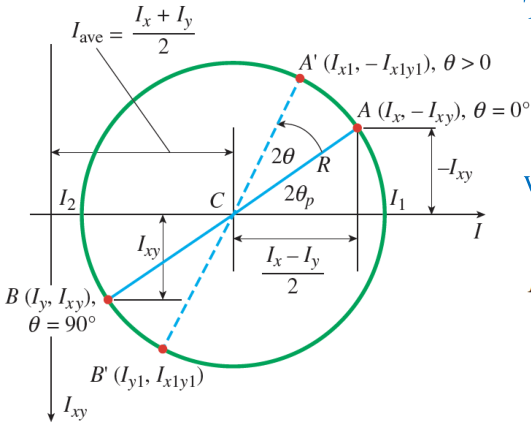 I_ave = (I_x + I_y)/2
A' (I_x1, −I_x1y1), θ > 0
A (I_x, −I_xy), θ = 0°
2θ
R
−I_xy
I_2
C
2θ_p
I_1
I
I_xy
(I_x − I_y)/2
B (I_y, I_xy),
θ = 90°
B' (I_y1, I_x1y1)
I_xy